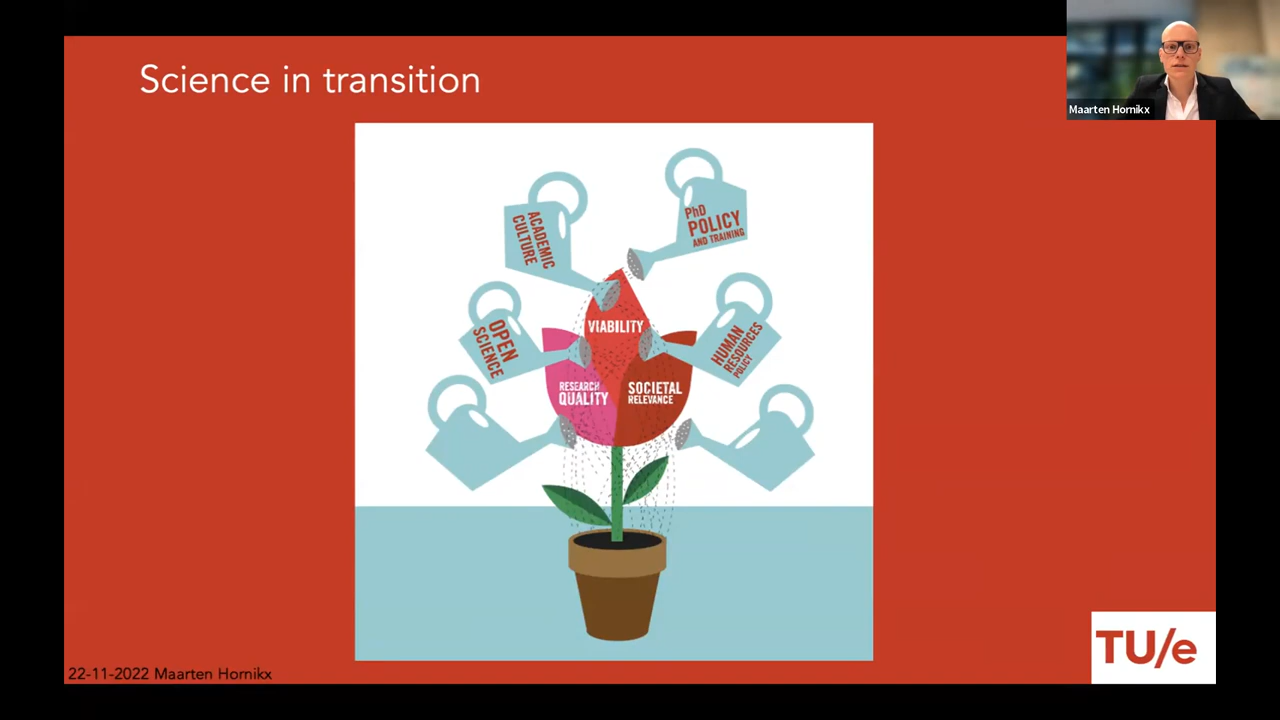 Science in transition
Maarten Hornikx
ACADEMIC
CULTURE
PhD
POLICY
AND TRAINING
OPEN
SCIENCE
VIABILITY
HUMAN
RESOURCES
POLICY
RESEARCH
QUALITY
SOCIETAL
RELEVANCE
22-11-2022 Maarten Hornikx
TU/e